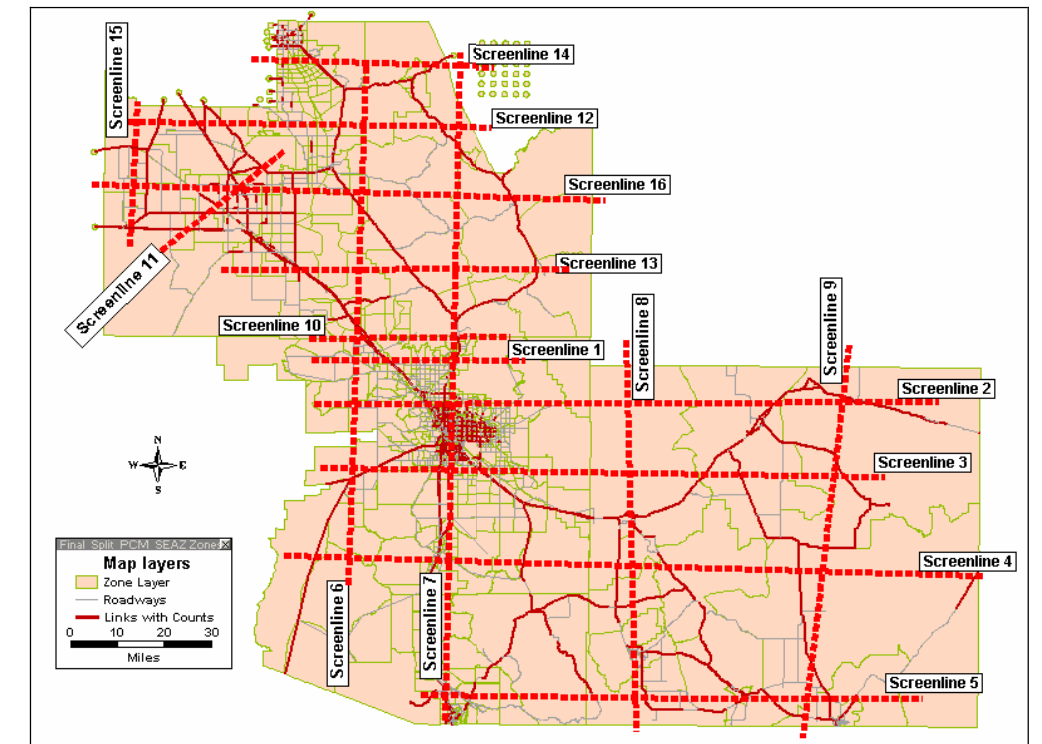 Screenline 15
Screenline 14
Screenline 12
Screenline 16
Screenline 11
Screenline 13
Screenline 10
Screenline 1
Screenline 8
Screenline 9
Screenline 2
Screenline 3
Screenline 4
Screenline 6
Screenline 7
Screenline 5
N
W E
S
Final Split PCM SEAZ Zones
Map layers
Zone Layer
Roadways
Links with Counts
0 10 20 30
Miles